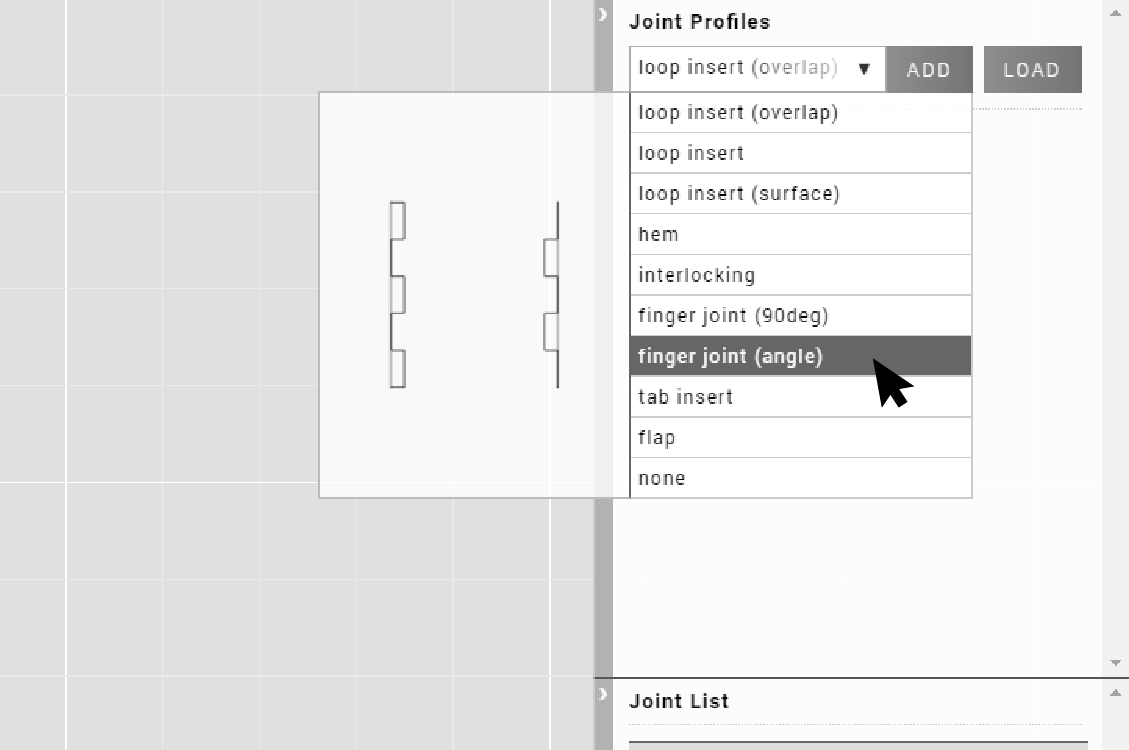 Joint Profiles
loop insert (overlap) ▼ ADD LOAD
loop insert (overlap)
loop insert
loop insert (surface)
hem
interlocking
finger joint (90deg)
finger joint (angle)
tab insert
flap
none
Joint List